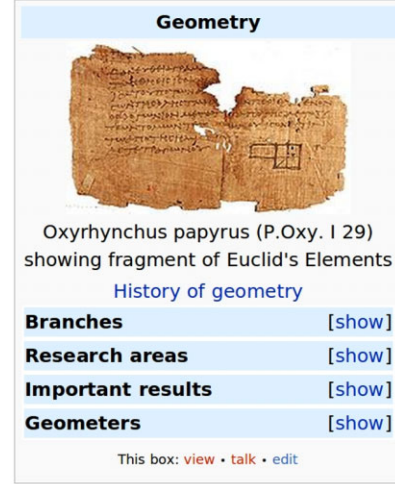 Geometry
Oxyrhynchus papyrus (P.Oxy. I 29)
showing fragment of Euclid's Elements
History of geometry
Branches [show]
Research areas [show]
Important results [show]
Geometers [show]
This box: view • talk • edit